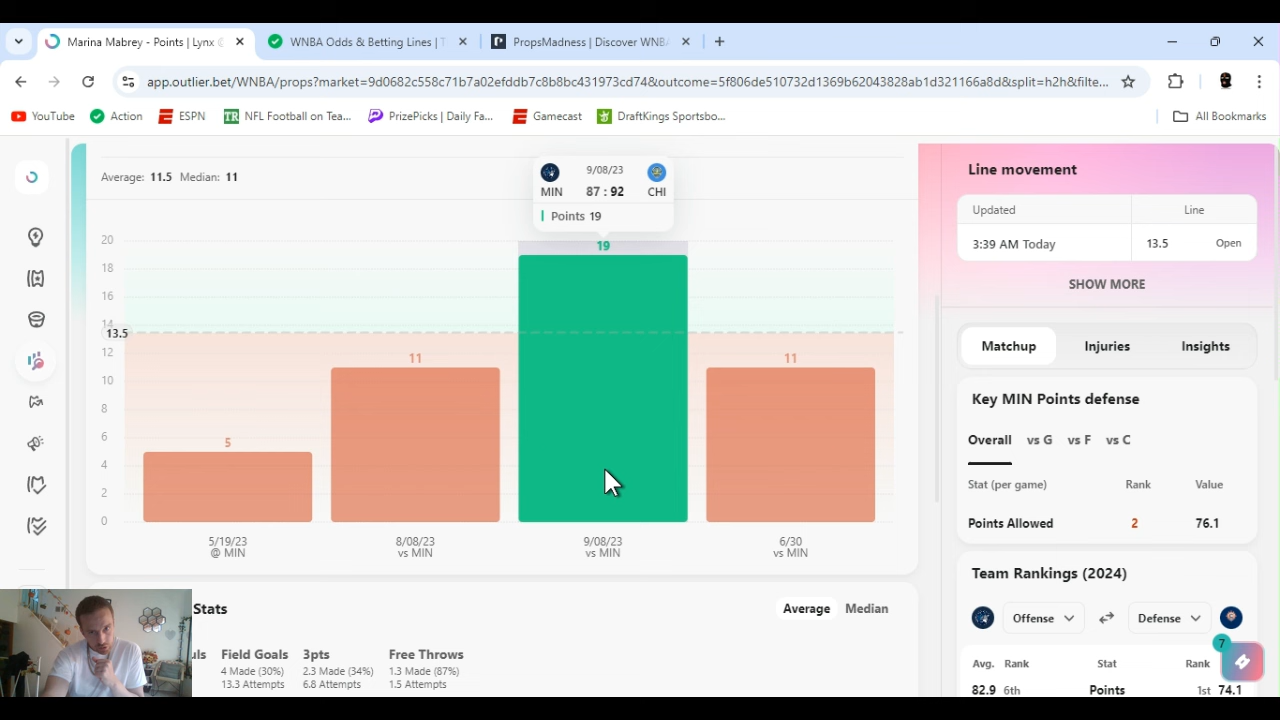 Marina Mabrey - Points | Lynx
WNBA Odds & Betting Lines |
PropsMadness | Discover WNB
app.outlier.bet/WNBA/props?market=9d0682c558c71b7a02efddb7c8b8bc431973cd74&outcome=5f806de510732d1369b62043828ab1d321166a8d&split=h2h&filte...
YouTube
Action
ESPN
NFL Football on Tea...
PrizePicks | Daily Fa...
Gamecast
DraftKings Sportsbo...
All Bookmarks
Average: 11.5 Median: 11
9/08/23
MIN 87 : 92 CHI
Points 19
20
18
16
14
13.5
12
10
8
6
4
2
0
5
11
19
11
5/19/23
@ MIN
8/08/23
vs MIN
9/08/23
vs MIN
6/30
vs MIN
Stats
Average Median
uls
Field Goals
4 Made (30%)
13.3 Attempts
3pts
2.3 Made (34%)
6.8 Attempts
Free Throws
1.3 Made (87%)
1.5 Attempts
Line movement
Updated Line
3:39 AM Today 13.5 Open
SHOW MORE
Matchup Injuries Insights
Key MIN Points defense
Overall vs G vs F vs C
Stat (per game) Rank Value
Points Allowed 2 76.1
Team Rankings (2024)
Offense Defense
7
Avg. Rank Stat Rank
82.9 6th Points 1st 74.1